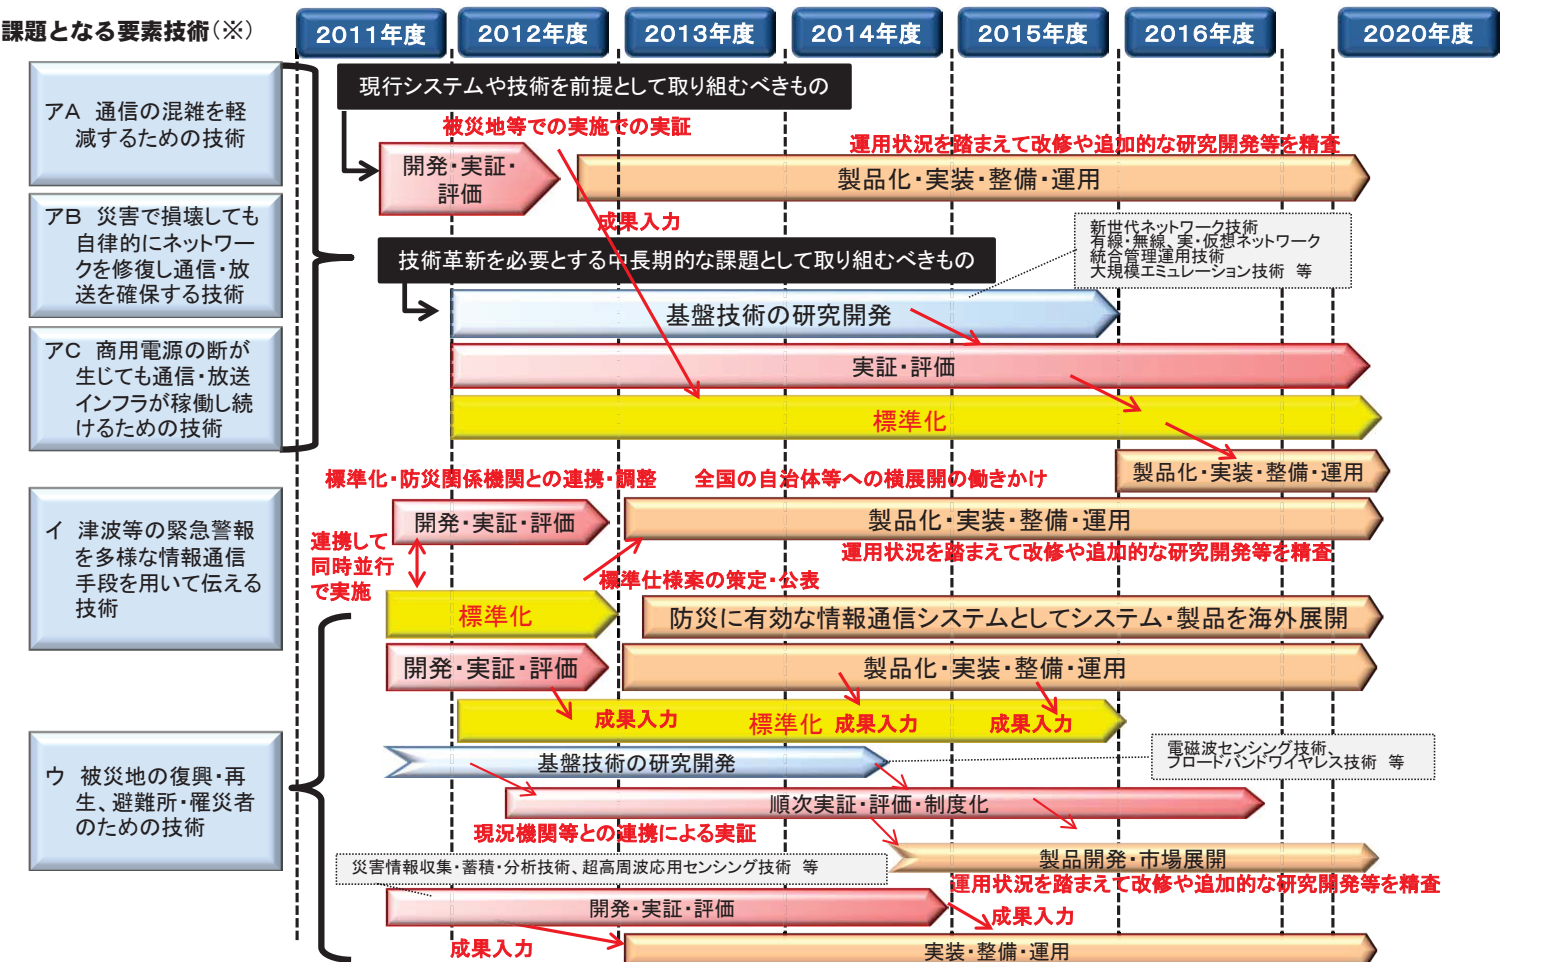 課題となる要素技術(※)
2011年度
2012年度
2013年度
2014年度
2015年度
2016年度
2020年度
アA 通信の混雑を軽
減するための技術
アB 災害で損壊しても
自律的にネットワー
クを修復し通信・放
送を確保する技術
アC 商用電源の断が
生じても通信・放送
インフラが稼働し続
けるための技術
現行システムや技術を前提として取り組むべきもの
被災地等での実施での実証
運用状況を踏まえて改修や追加的な研究開発等を精査
開発・実証・
評価
製品化・実装・整備・運用
成果入力
新世代ネットワーク技術
有線・無線、実・仮想ネットワーク
統合管理運用技術
大規模エミュレーション技術 等
技術革新を必要とする中長期的な課題として取り組むべきもの
基盤技術の研究開発
実証・評価
標準化
製品化・実装・整備・運用
イ 津波等の緊急警報
を多様な情報通信
手段を用いて伝える
技術
標準化・防災関係機関との連携・調整
全国の自治体等への横展開の働きかけ
開発・実証・評価
製品化・実装・整備・運用
運用状況を踏まえて改修や追加的な研究開発等を精査
連携して
同時並行
で実施
標準仕様案の策定・公表
標準化
防災に有効な情報通信システムとしてシステム・製品を海外展開
ウ 被災地の復興・再
生、避難所・罹災者
のための技術
開発・実証・評価
製品化・実装・整備・運用
成果入力
標準化
成果入力
成果入力
基盤技術の研究開発
電磁波センシング技術、
ブロードバンドワイヤレス技術 等
順次実証・評価・制度化
現況機関等との連携による実証
製品開発・市場展開
災害情報収集・蓄積・分析技術、超高周波応用センシング技術 等
運用状況を踏まえて改修や追加的な研究開発等を精査
開発・実証・評価
成果入力
成果入力
実装・整備・運用